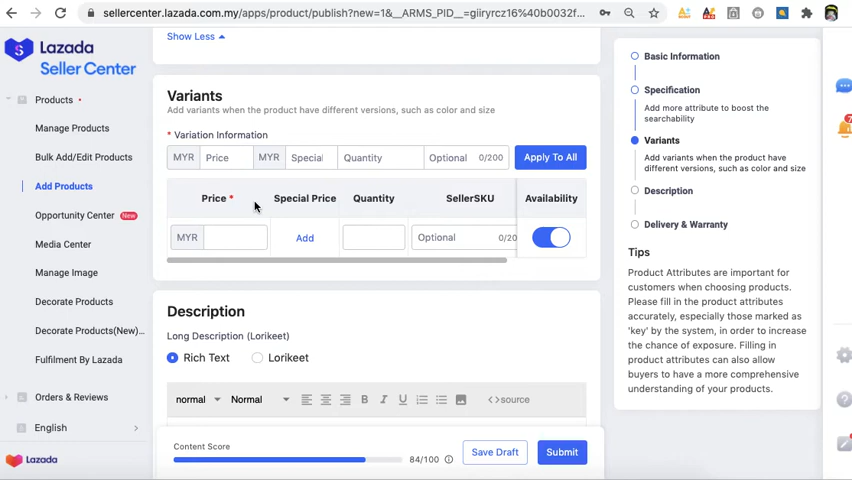 sellercenter.lazada.com.my/apps/product/publish?new=1&__ARMS_PID__=giiryrcz16%40b0032f...
Lazada
Seller Center
Products
Manage Products
Bulk Add/Edit Products
Add Products
Opportunity Center New
Media Center
Manage Image
Decorate Products
Decorate Products(New)...
Fulfilment By Lazada
Orders & Reviews
English
Lazada
Show Less
Variants
Add variants when the product have different versions, such as color and size
* Variation Information
MYR Price MYR Special Quantity Optional 0/200 Apply To All
Price * Special Price Quantity SellerSKU Availability
MYR Add Optional 0/20
Description
Long Description (Lorikeet)
Rich Text Lorikeet
normal Normal B I U <>source
Content Score
84/100
Save Draft Submit
Basic Information
Specification
Add more attribute to boost the
searchability
Variants
Add variants when the product have
different versions, such as color and size
Description
Delivery & Warranty
Tips
Product Attributes are important for
customers when choosing products.
Please fill in the product attributes
accurately, especially those marked as
'key' by the system, in order to increase
the chance of exposure. Filling in
product attributes can also allow
buyers to have a more comprehensive
understanding of your products.